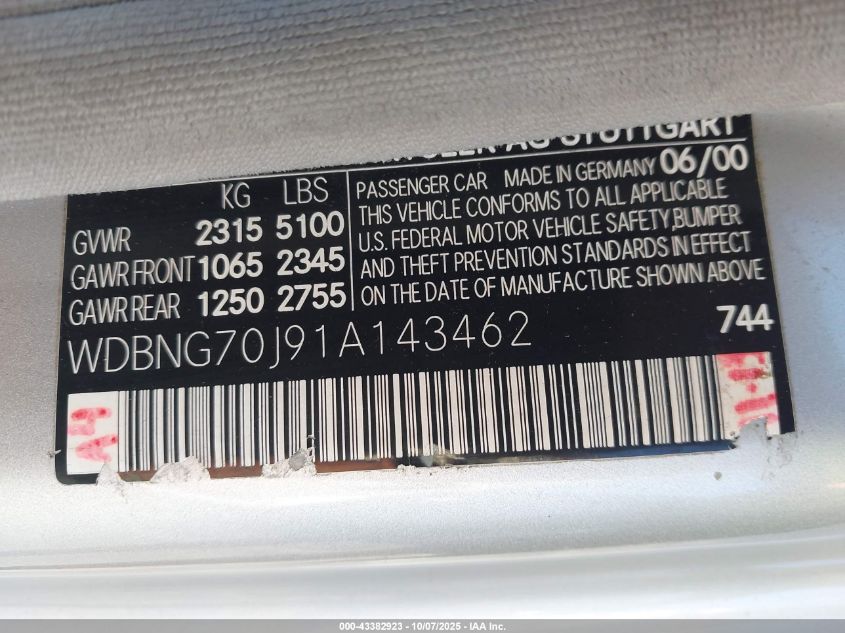 AG STUTTGART
KG LBS
GVWR 2315 5100
GAWR FRONT 1065 2345
GAWR REAR 1250 2755
PASSENGER CAR MADE IN GERMANY 06/00
THIS VEHICLE CONFORMS TO ALL APPLICABLE
U.S. FEDERAL MOTOR VEHICLE SAFETY,BUMPER
AND THEFT PREVENTION STANDARDS IN EFFECT
ON THE DATE OF MANUFACTURE SHOWN ABOVE
WDBNG70J91A143462
744
000-43382923 - 10/07/2025 - IAA Inc.